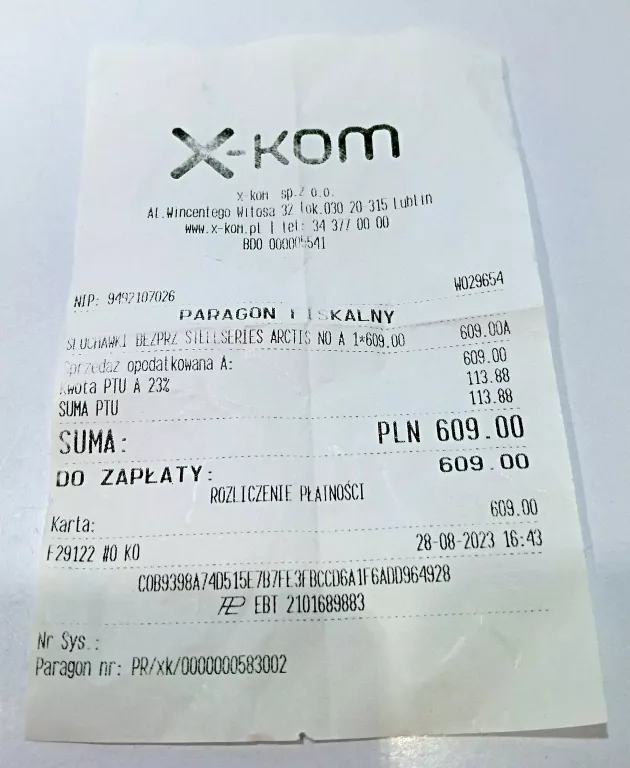 x-kom
x-kom sp.z o.o.
Al.Wincentego Witosa 32 lok.030 20-315 Lublin
www.x-kom.pl | tel: 34 377 00 00
BDO 000005541
NIP: 9492107026 W029654
PARAGON FISKALNY
SŁUCHAWKI BEZPRZ STEELSERIES ARCTIS NO A 1*609.00 609.00A
Sprzedaż opodatkowana A: 609.00
Kwota PTU A 23% 113.88
SUMA PTU 113.88
SUMA: PLN 609.00
DO ZAPŁATY: 609.00
ROZLICZENIE PŁATNOŚCI
Karta: 609.00
F29122 #0 K0 28-08-2023 16:43
C0B9398A74D515E7B7FE3FBCCD6A1F6ADD964928
EBT 2101689883
Nr Sys.:
Paragon nr: PR/xk/0000000583002